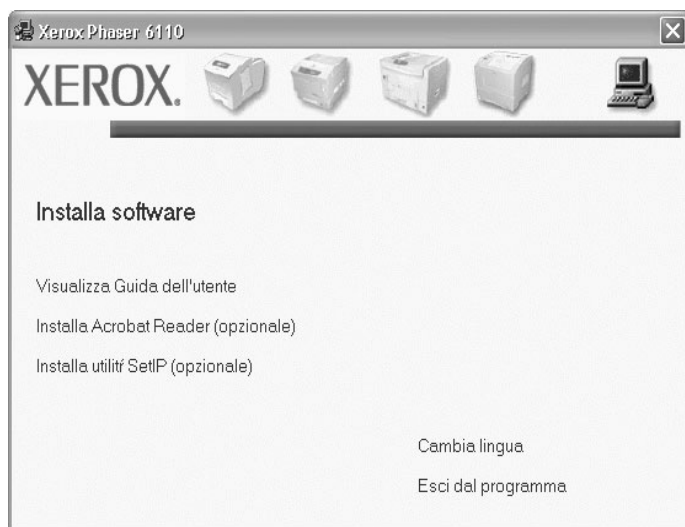 Xerox Phaser 6110
XEROX.
Installa software
Visualizza Guida dell'utente
Installa Acrobat Reader (opzionale)
Installa utilitŕ SetIP (opzionale)
Cambia lingua
Esci dal programma